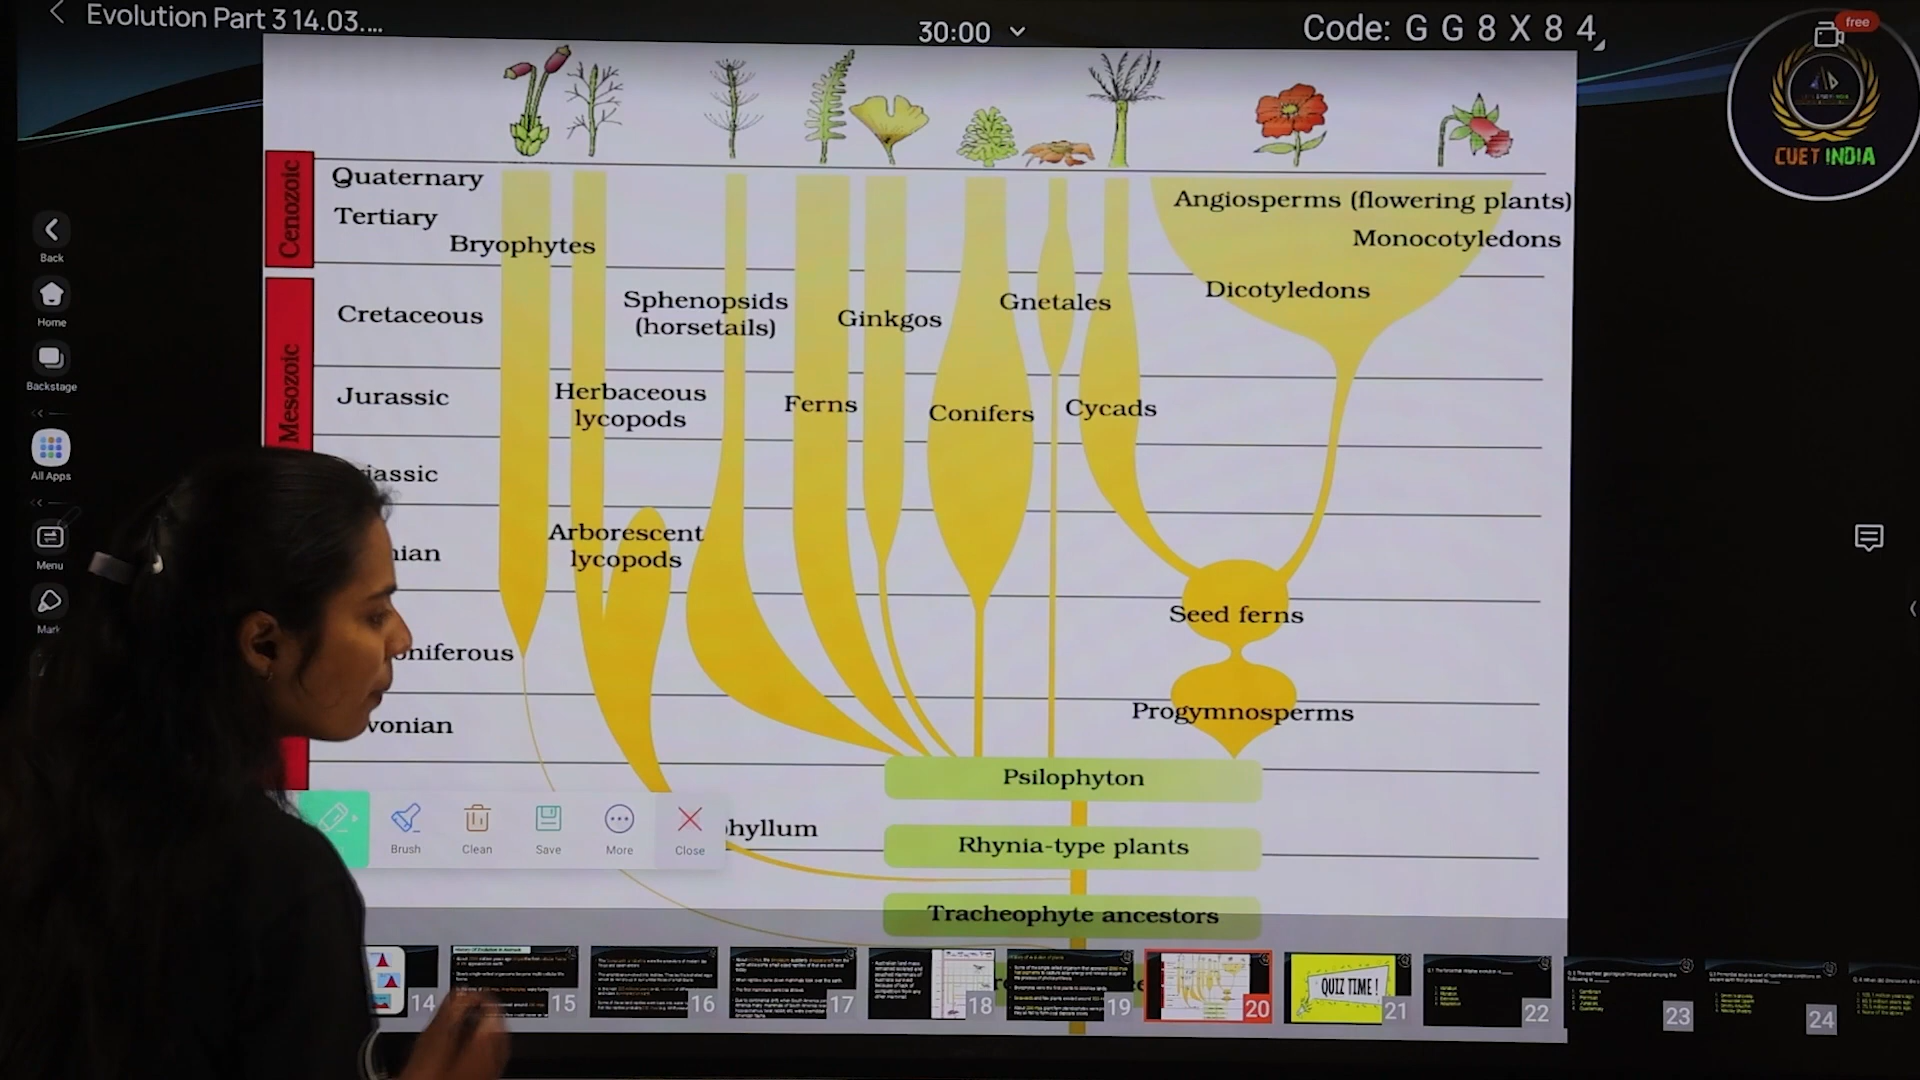 Evolution Part 3 14.03....
30:00
Code: G G 8 X 8 4
free
CUET INDIA
Cenozoic
Quaternary
Tertiary
Bryophytes
Angiosperms (flowering plants)
Monocotyledons
Dicotyledons
Mesozoic
Cretaceous
Sphenopsids
(horsetails)
Ginkgos
Gnetales
Jurassic
Herbaceous
lycopods
Ferns
Conifers
Cycads
iassic
Arborescent
lycopods
nian
Seed ferns
oniferous
Progymnosperms
vonian
Psilophyton
hyllum
Rhynia-type plants
Tracheophyte ancestors
Back
Home
Backstage
All Apps
Menu
Mark
Brush
Clean
Save
More
Close
14
15
16
17
18
19
20
QUIZ TIME !
21
22
23
24